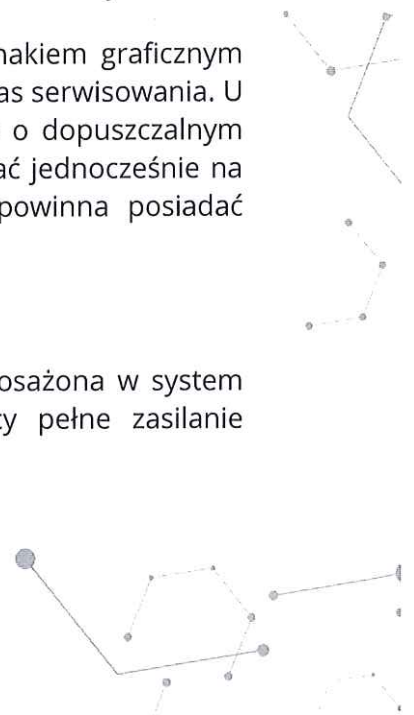 nakiem graficznym
as serwisowania. U
o dopuszczalnym
ać jednocześnie na
powinna posiadać
osażona w system
y pełne zasilanie